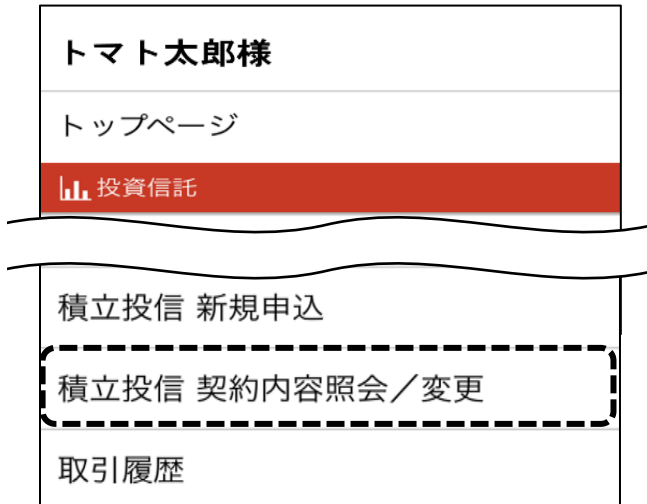 トマト太郎様
トップページ
投資信託
積立投信 新規申込
積立投信 契約内容照会／変更
取引履歴